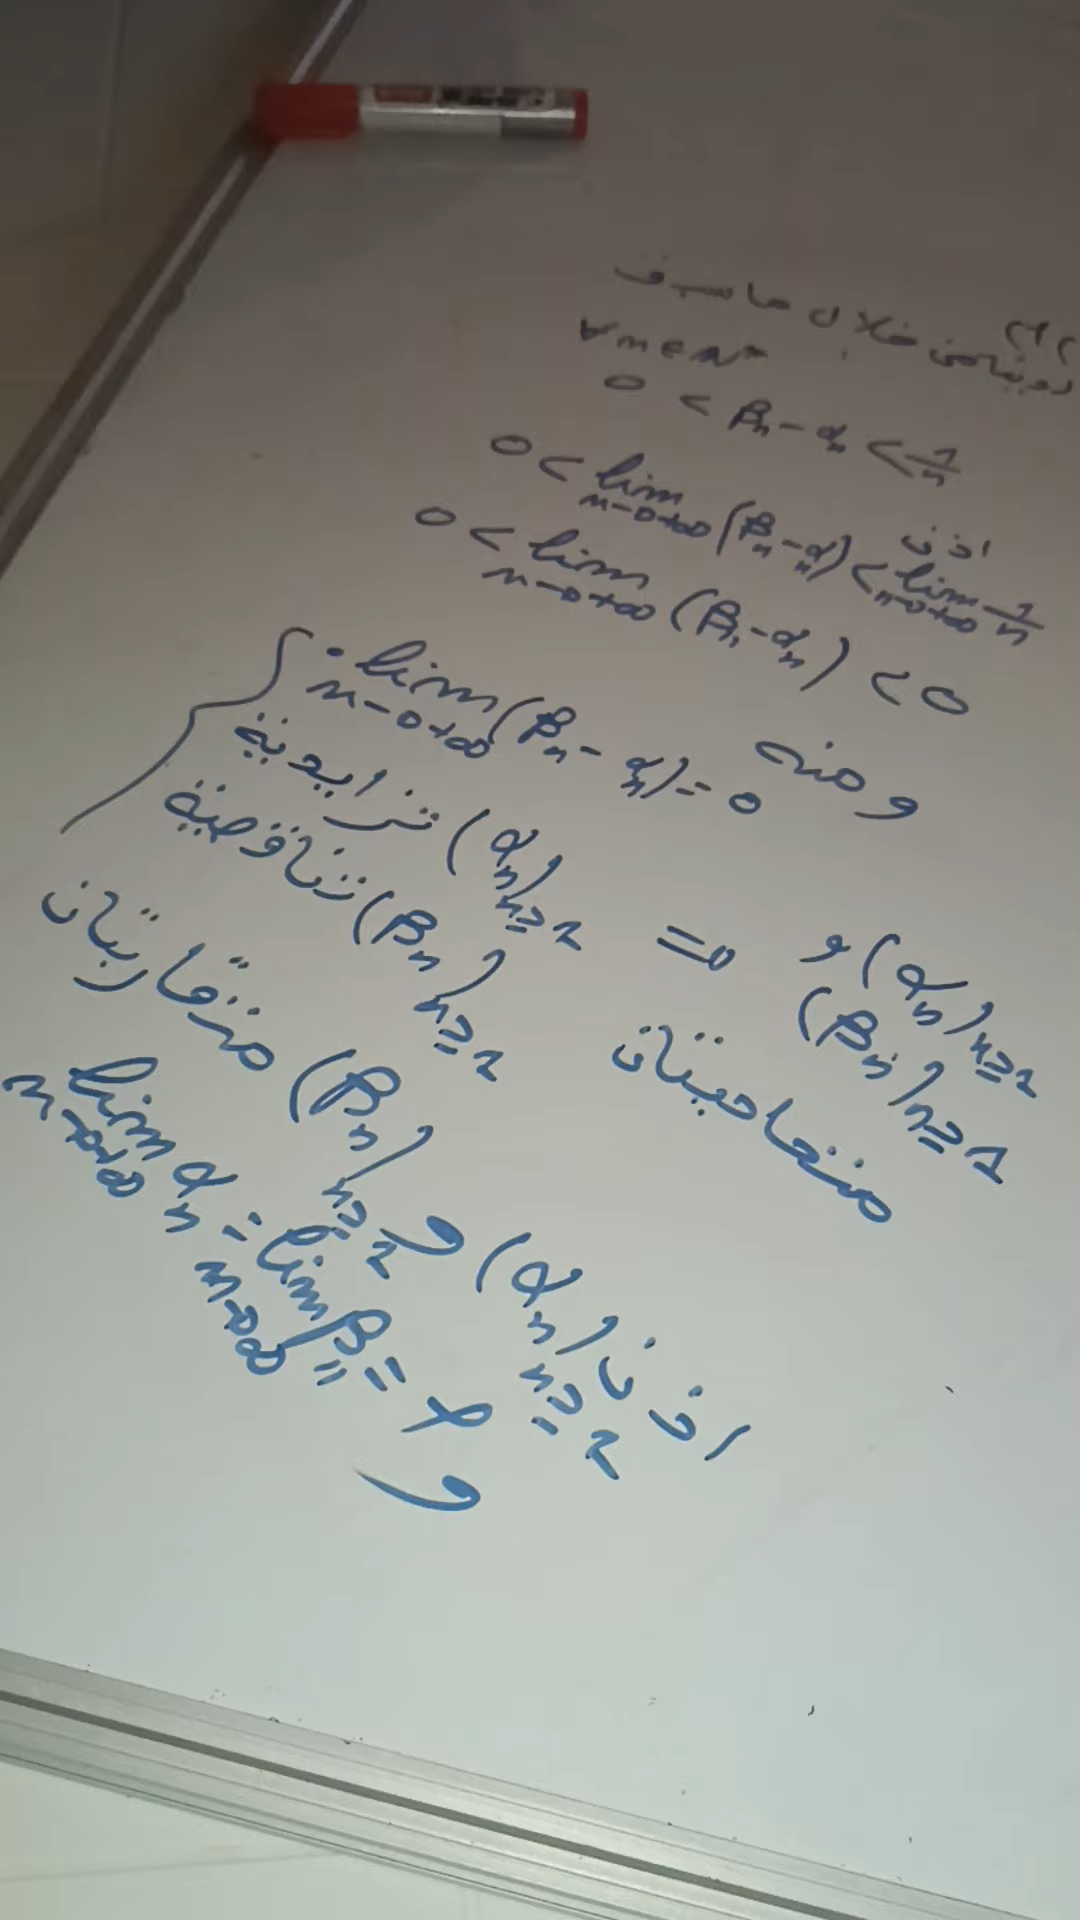 لدينا من خلال ما سبق
∀n∈ℕ*
0 < βn - αn < 1/n
اذن
0 < lim n→+∞ (βn - αn) < lim n→+∞ 1/n
0 < lim n→+∞ (βn - αn) < 0
ومنه
lim n→+∞ (βn - αn) = 0
(αn)n≥1 تزايدية
(βn)n≥1 تناقصية
⇒ (αn)n≥1 و (βn)n≥1
متحاديتان
اذن (αn)n≥1 و (βn)n≥1 متقاربتان
و lim n→+∞ αn = lim n→∞ βn =